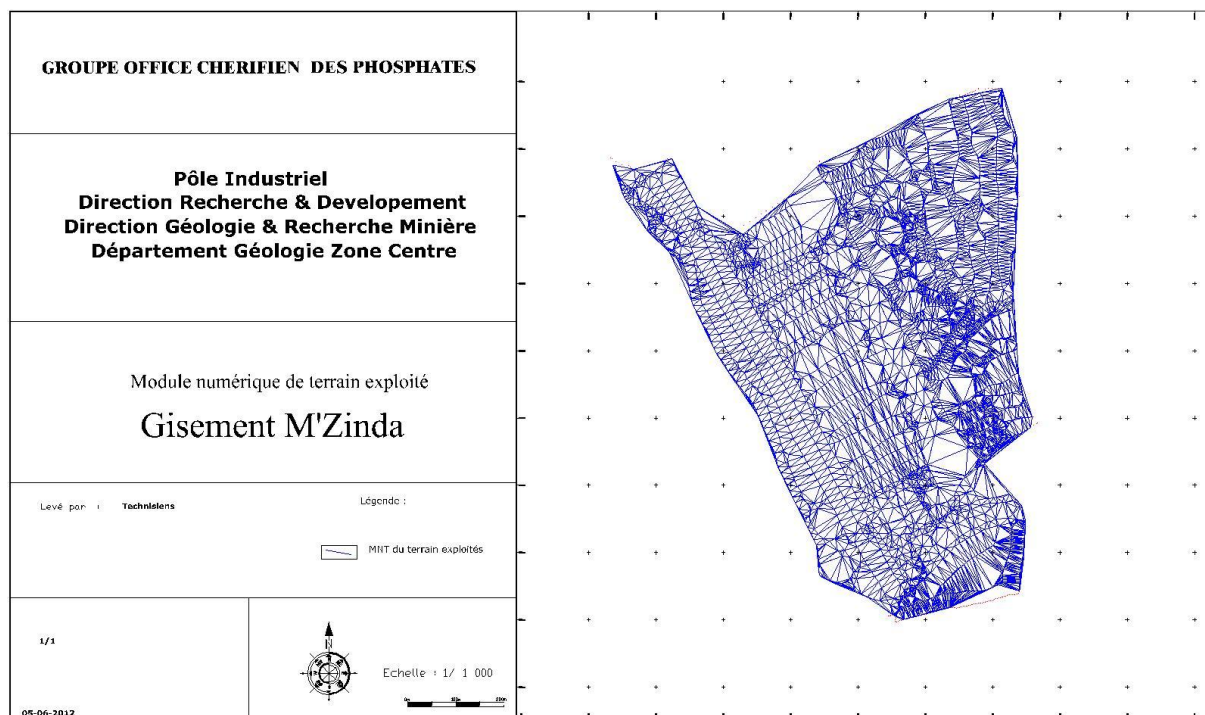 GROUPE OFFICE CHERIFIEN DES PHOSPHATES
Pôle Industriel
Direction Recherche & Developement
Direction Géologie & Recherche Minière
Département Géologie Zone Centre
Module numérique de terrain exploité
Gisement M'Zinda
Levé par : Technisiens
Légende :
MNT du terrain exploités
1/1
N
Echelle : 1/ 1 000
05-06-2012